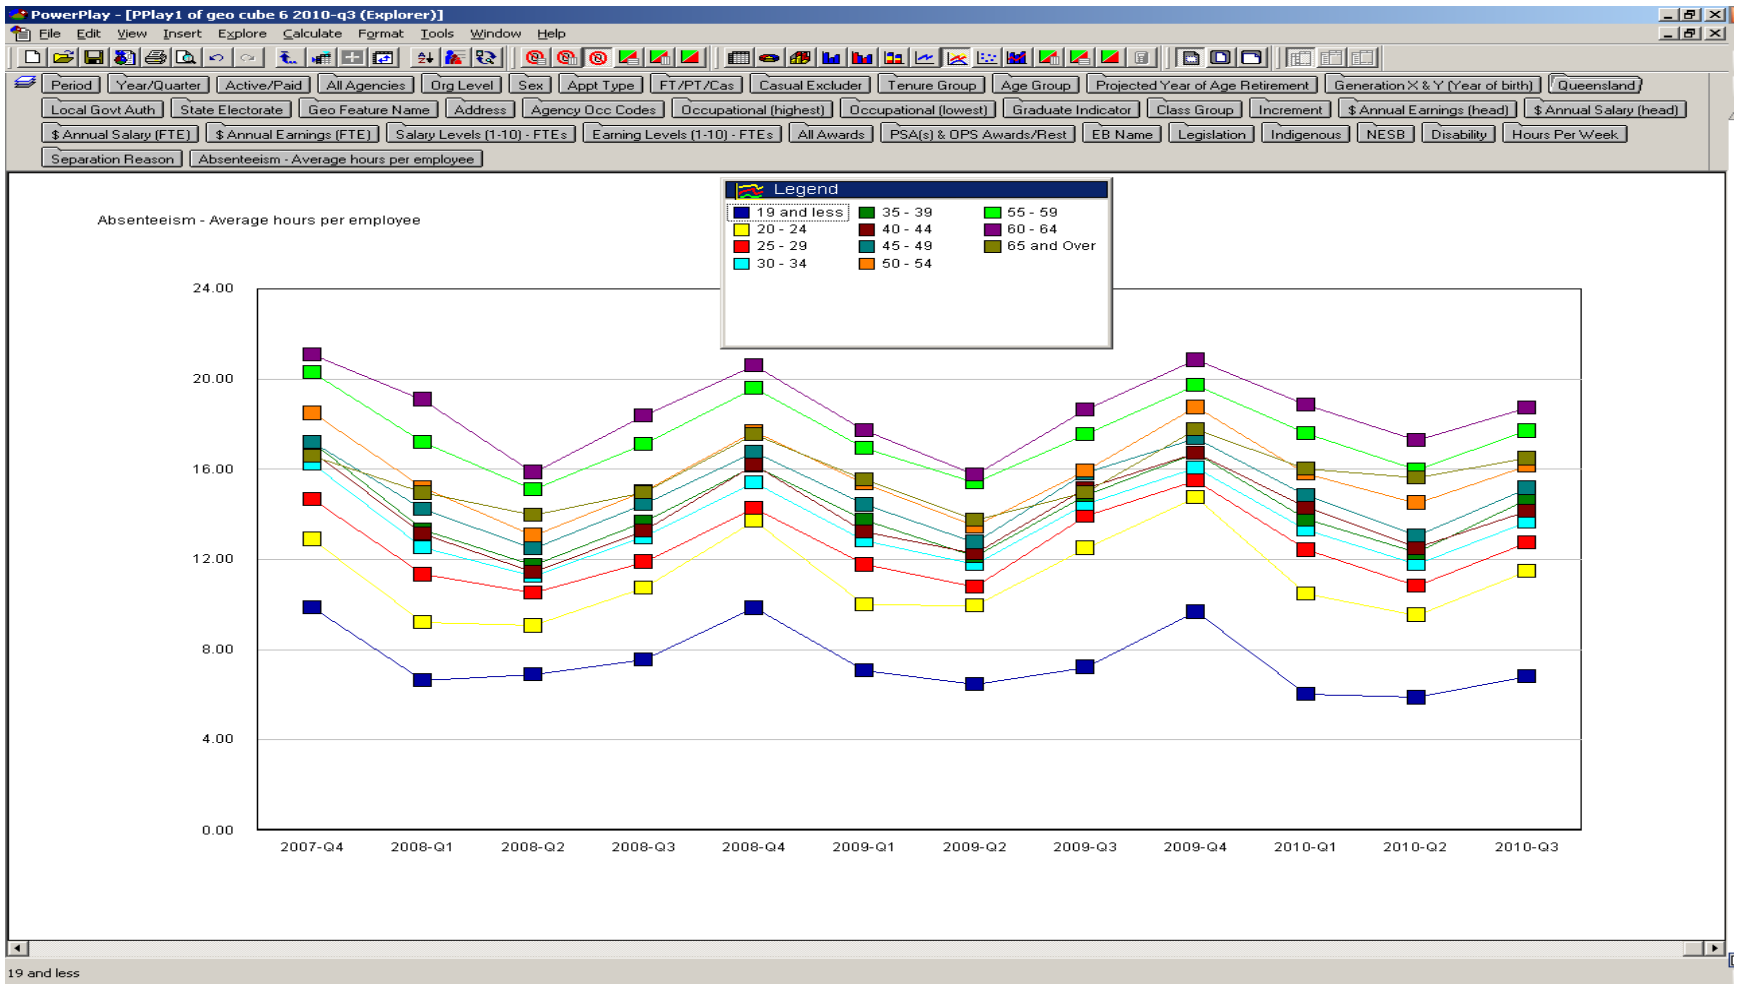 PowerPlay - [PPlay1 of geo cube 6 2010-q3 (Explorer)]
File Edit View Insert Explore Calculate Format Tools Window Help
Period Year/Quarter Active/Paid All Agencies Org Level Sex Appt Type FT/PT/Cas Casual Excluder Tenure Group Age Group Projected Year of Age Retirement Generation X & Y (Year of birth) Queensland
Local Govt Auth State Electorate Geo Feature Name Address Agency Occ Codes Occupational (highest) Occupational (lowest) Graduate Indicator Class Group Increment $ Annual Earnings (head) $ Annual Salary (head)
$ Annual Salary (FTE) $ Annual Earnings (FTE) Salary Levels (1-10) - FTEs Earning Levels (1-10) - FTEs All Awards PSA(s) & OPS Awards/Rest EB Name Legislation Indigenous NESB Disability Hours Per Week
Separation Reason Absenteeism - Average hours per employee
Legend
19 and less 35 - 39 55 - 59
20 - 24 40 - 44 60 - 64
25 - 29 45 - 49 65 and Over
30 - 34 50 - 54
Absenteeism - Average hours per employee
24.00
20.00
16.00
12.00
8.00
4.00
0.00
2007-Q4 2008-Q1 2008-Q2 2008-Q3 2008-Q4 2009-Q1 2009-Q2 2009-Q3 2009-Q4 2010-Q1 2010-Q2 2010-Q3
19 and less